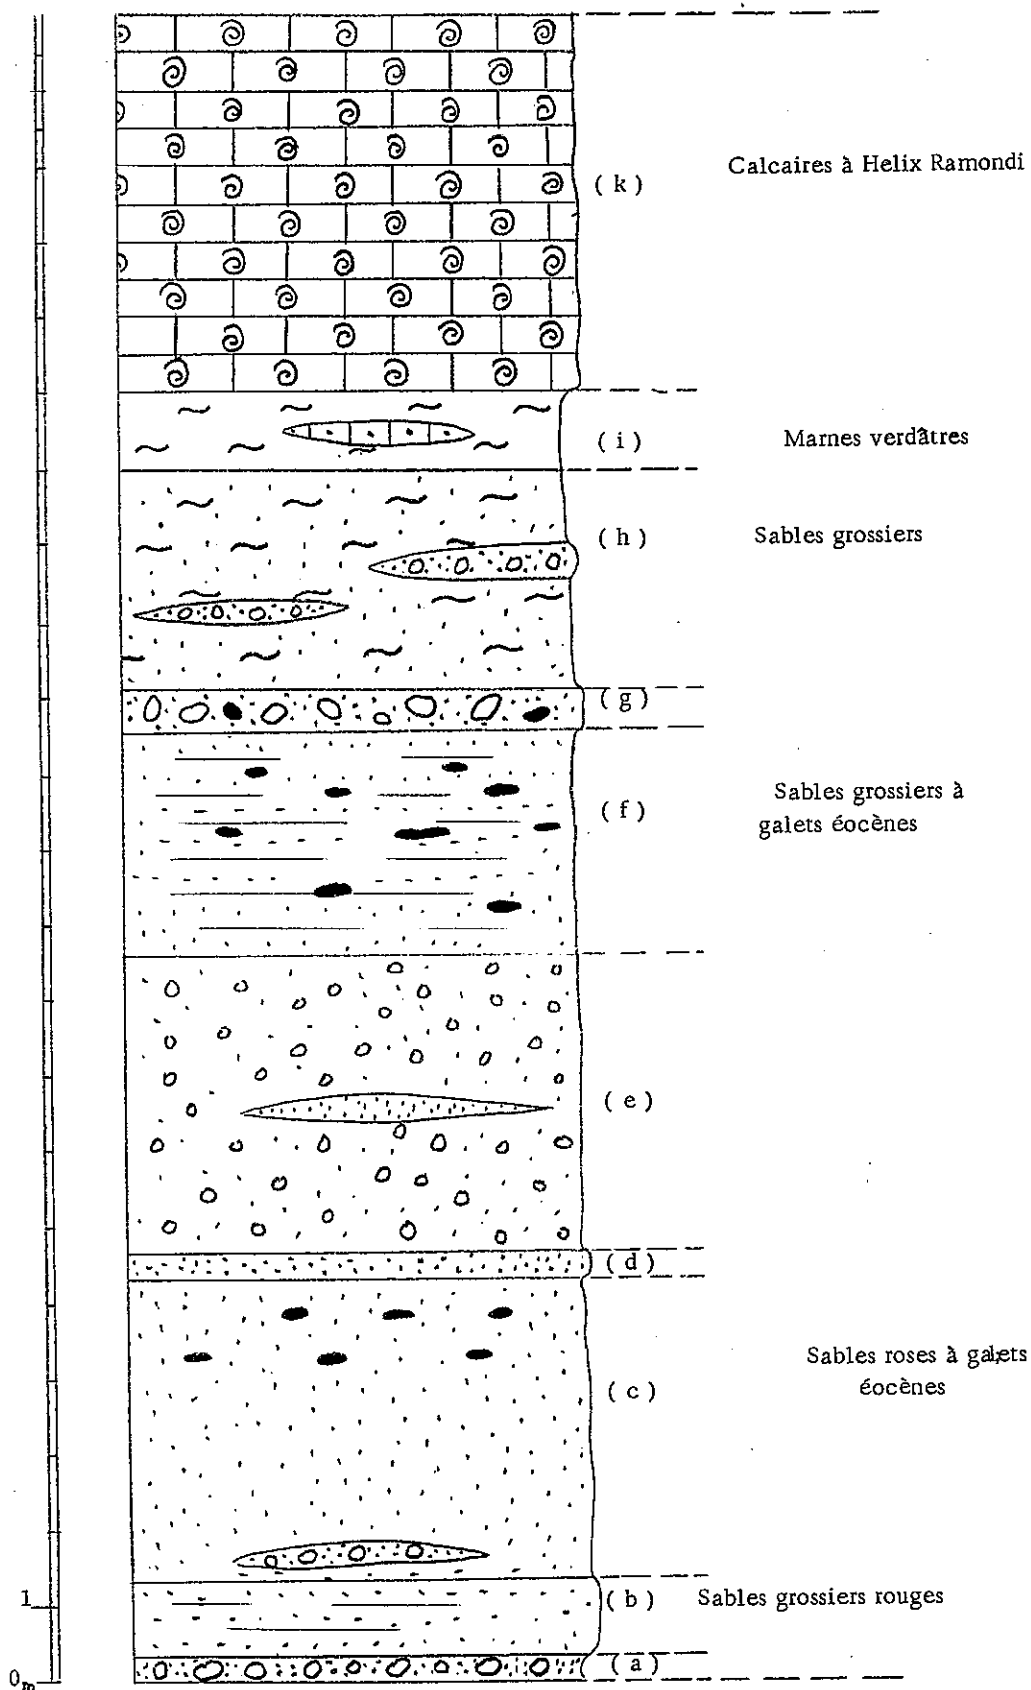 (k)
Calcaires à Helix Ramondi
(i)
Marnes verdâtres
(h)
Sables grossiers
(g)
(f)
Sables grossiers à
galets éocènes
(e)
(d)
(c)
Sables roses à galets
éocènes
1
(b)
Sables grossiers rouges
(a)
0m